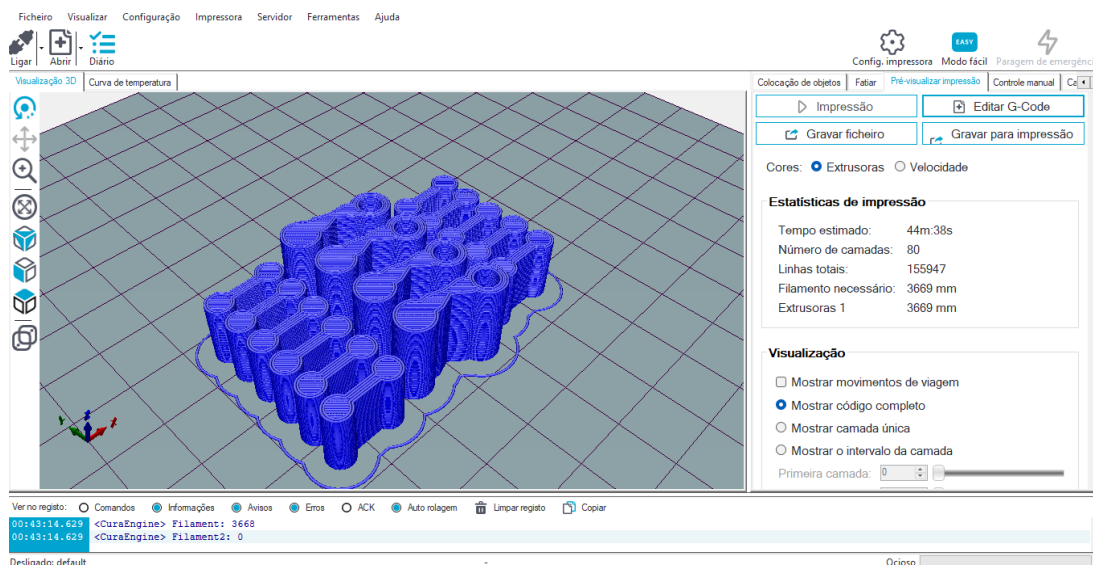 Ficheiro Visualizar Configuração Impressora Servidor Ferramentas Ajuda
Ligar Abrir Diário
EASY
Config. impressora Modo fácil Paragem de emergênci
Visualização 3D Curva de temperatura
Colocação de objetos Fatiar Pré-visualizar impressão Controle manual Ca
Impressão Editar G-Code
Gravar ficheiro Gravar para impressão
Cores: Extrusoras Velocidade
Estatísticas de impressão
Tempo estimado: 44m:38s
Número de camadas: 80
Linhas totais: 155947
Filamento necessário: 3669 mm
Extrusoras 1 3669 mm
Visualização
Mostrar movimentos de viagem
Mostrar código completo
Mostrar camada única
Mostrar o intervalo da camada
Primeira camada: 0
Ver no registo: Comandos Informações Avisos Erros ACK Auto rolagem Limpar registo Copiar
00:43:14.629 <CuraEngine> Filament: 3668
00:43:14.629 <CuraEngine> Filament2: 0
Desligado: default - Ocioso